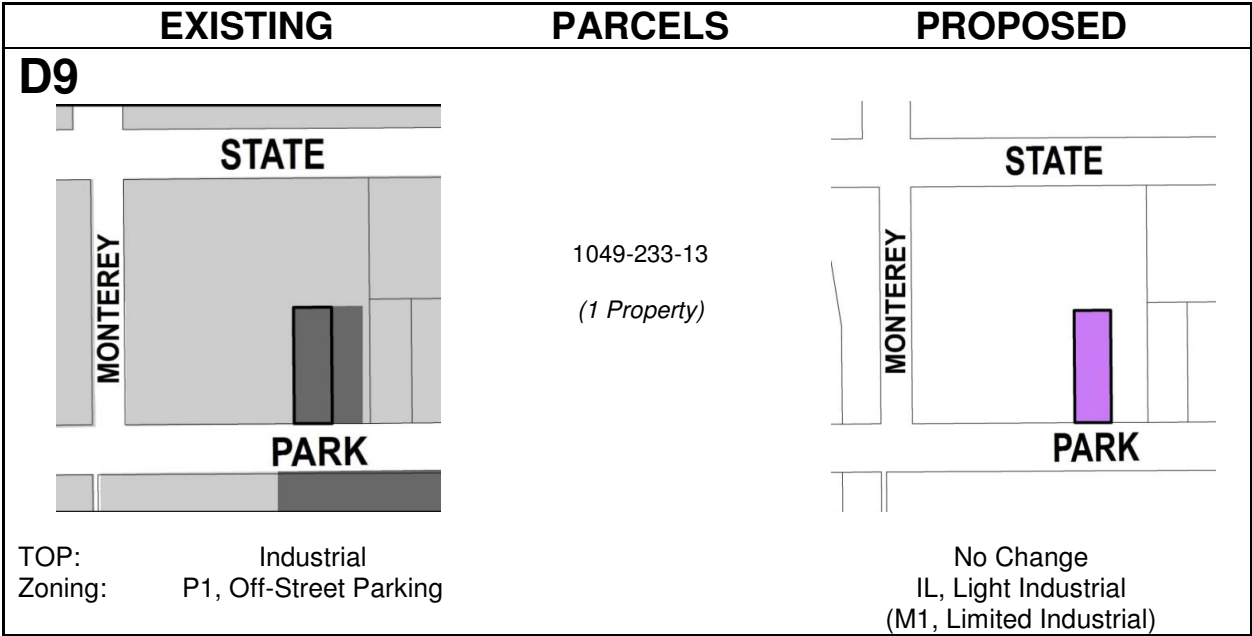 EXISTING PARCELS PROPOSED
D9
STATE
MONTEREY
PARK
1049-233-13
(1 Property)
STATE
MONTEREY
PARK
TOP: Industrial No Change
Zoning: P1, Off-Street Parking IL, Light Industrial
(M1, Limited Industrial)